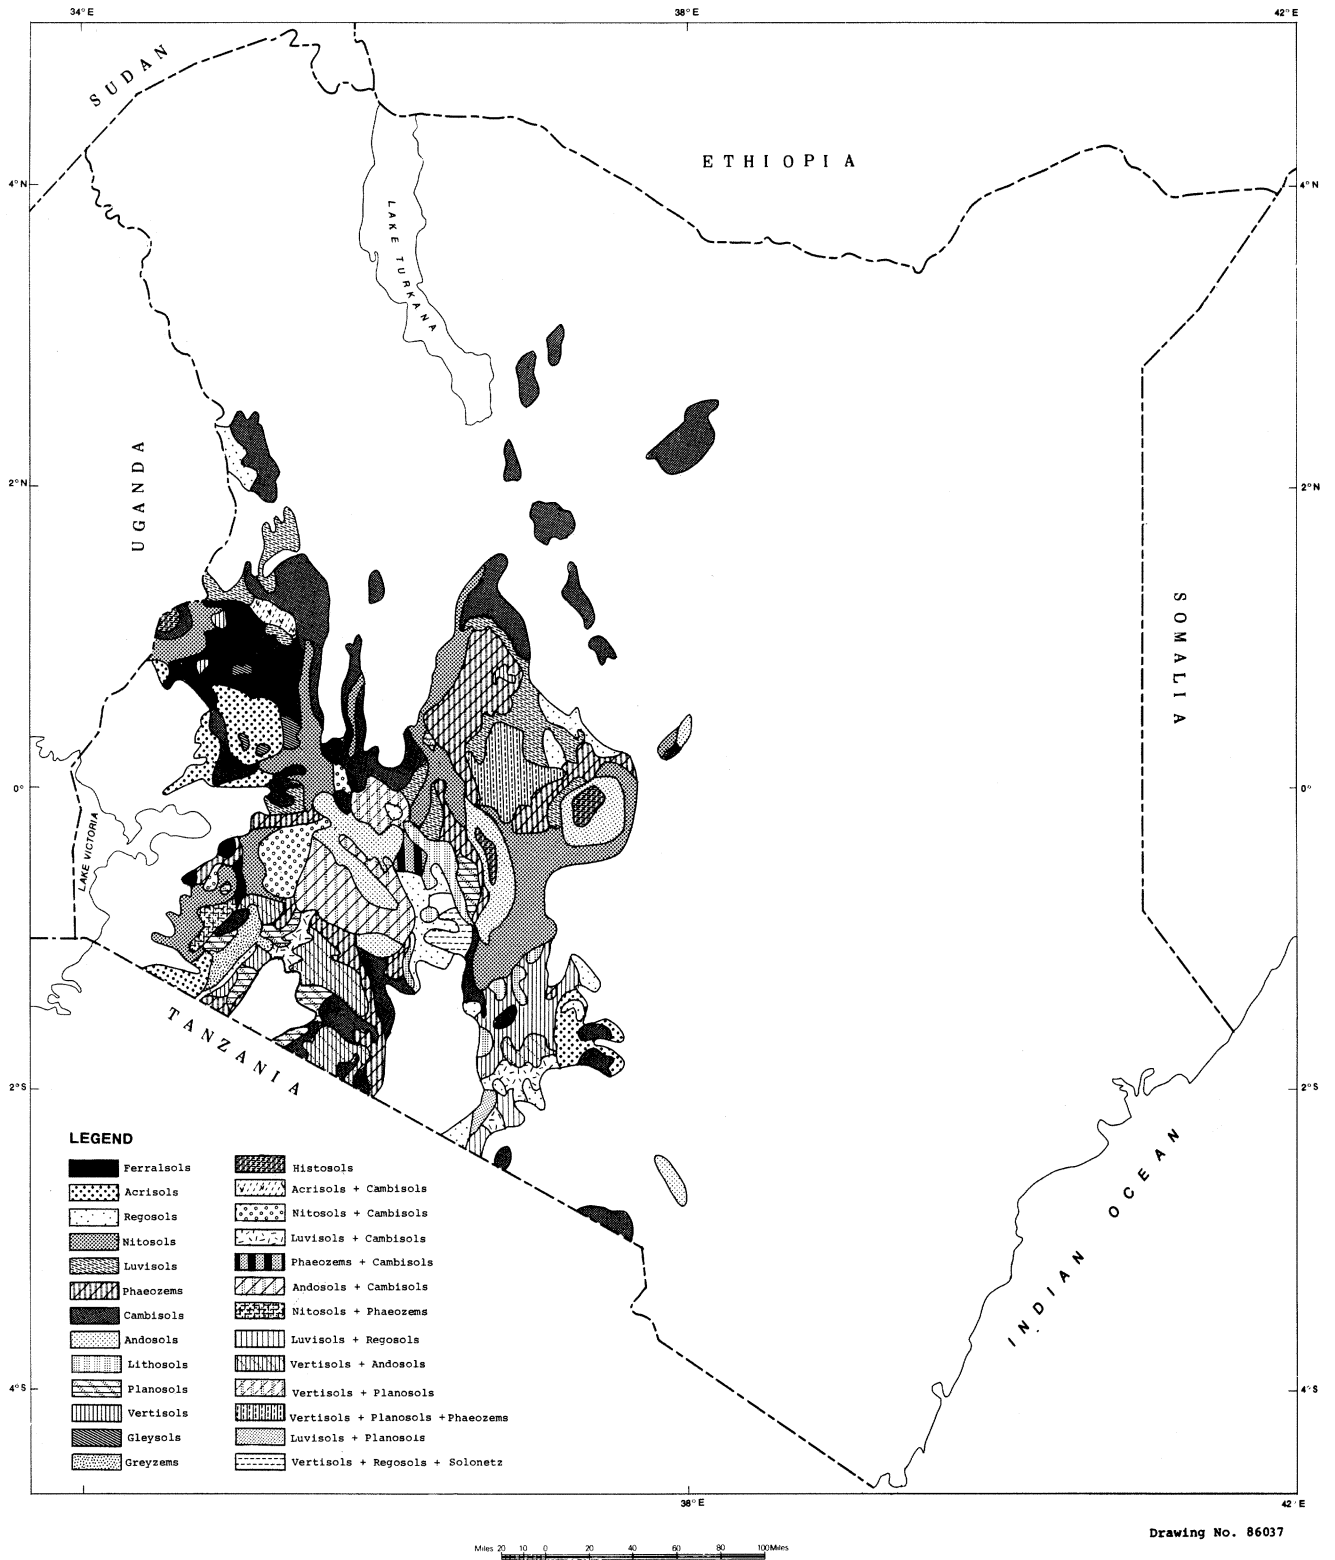 34°E 38°E 42°E
SUDAN
ETHIOPIA
4°N 4°N
LAKE TURKANA
UGANDA
2°N 2°N
SOMALIA
0° 0°
LAKE VICTORIA
TANZANIA
2°S 2°S
INDIAN OCEAN
4°S 4°S
LEGEND
Ferralsols
Acrisols
Regosols
Nitosols
Luvisols
Phaeozems
Cambisols
Andosols
Lithosols
Planosols
Vertisols
Gleysols
Greyzems
Histosols
Acrisols + Cambisols
Nitosols + Cambisols
Luvisols + Cambisols
Phaeozems + Cambisols
Andosols + Cambisols
Nitosols + Phaeozems
Luvisols + Regosols
Vertisols + Andosols
Vertisols + Planosols
Vertisols + Planosols +Phaeozems
Luvisols + Planosols
Vertisols + Regosols + Solonetz
38°E 42°E
Drawing No. 86037
Miles 20 10 0 20 40 60 80 100Miles